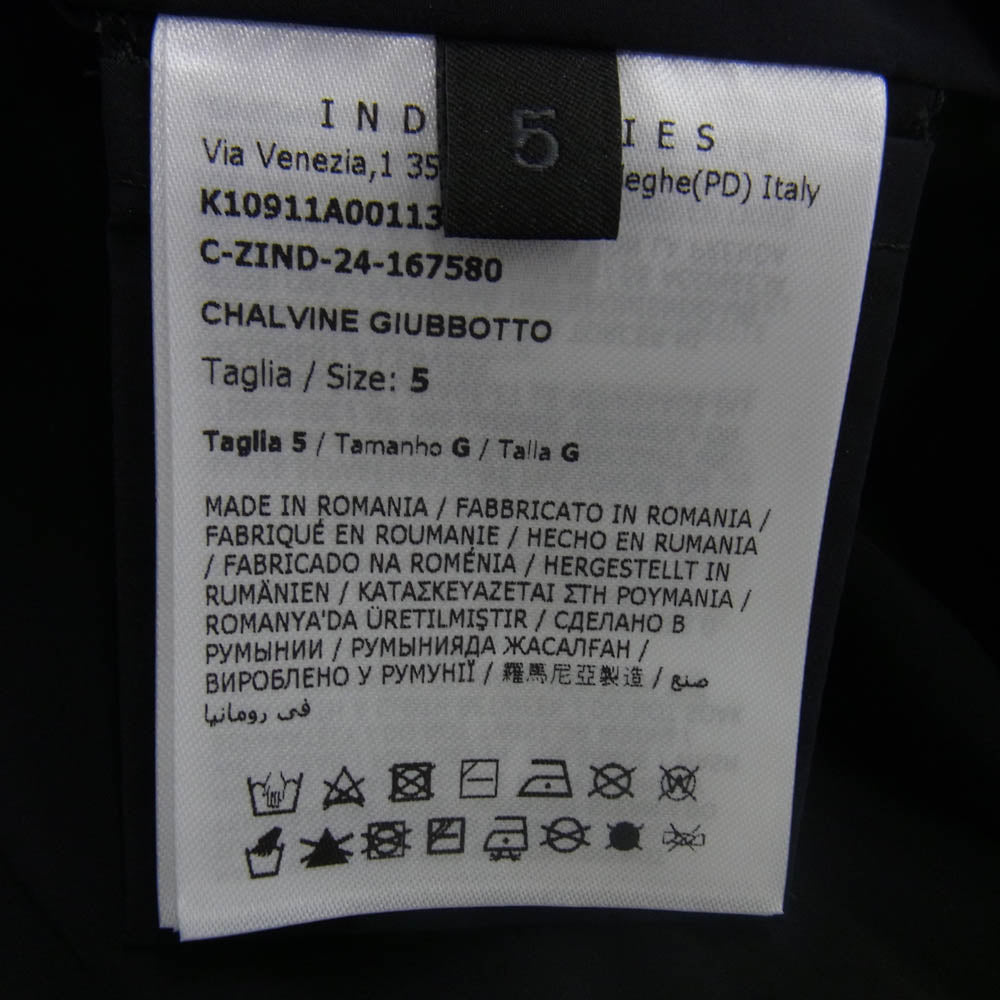 5
IND IES
Via Venezia,1 35 eghe(PD) Italy
K10911A00113
C-ZIND-24-167580
CHALVINE GIUBBOTTO
Taglia / Size: 5
Taglia 5 / Tamanho G / Talla G
MADE IN ROMANIA / FABBRICATO IN ROMANIA /
FABRIQUÉ EN ROUMANIE / HECHO EN RUMANIA
/ FABRICADO NA ROMÉNIA / HERGESTELLT IN
RUMÄNIEN / ΚΑΤΑΣΚΕΥΑΖΕΤΑΙ ΣΤΗ ΡΟΥΜΑΝΙΑ /
ROMANYA'DA ÜRETILMIŞTIR / СДЕЛАНО В
РУМЫНИИ / РУМЫНИЯДА ЖАСАЛҒАН /
ВИРОБЛЕНО У РУМУНІЇ / 羅馬尼亞製造 / صنع
في رومانيا